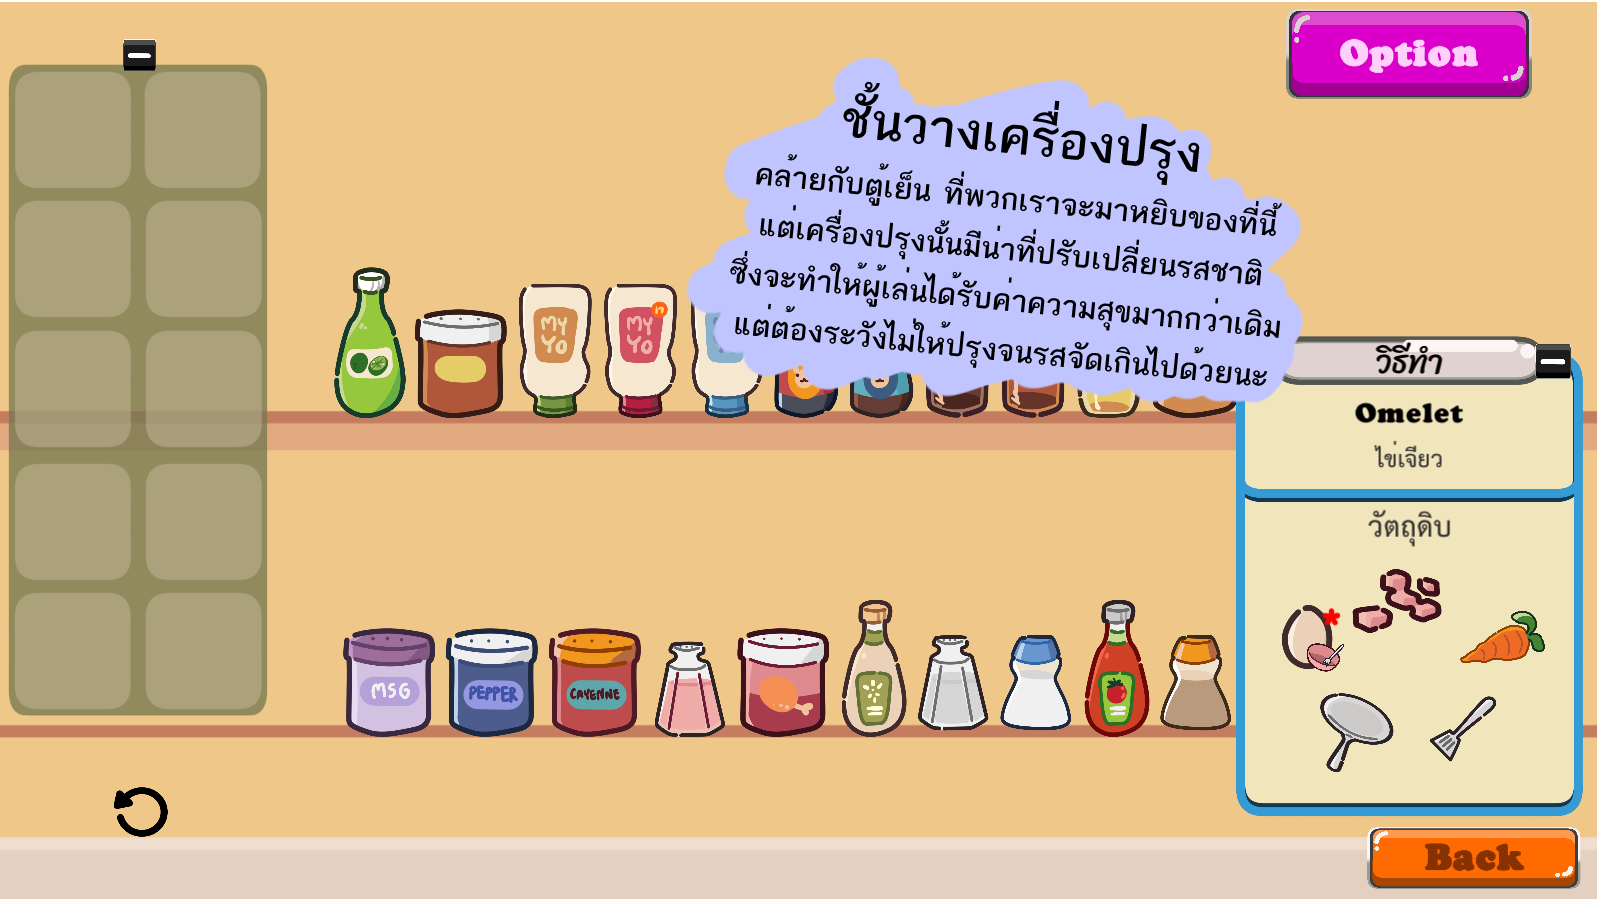 Option
ชั้นวางเครื่องปรุง
คล้ายกับตู้เย็น ที่พวกเราจะมาหยิบของที่นี้
แต่เครื่องปรุงนั้นมีน่าที่ปรับเปลี่ยนรสชาติ
ซึ่งจะทำให้ผู้เล่นได้รับค่าความสุขมากกว่าเดิม
แต่ต้องระวังไม่ให้ปรุงจนรสจัดเกินไปด้วยนะ
MY
YO
MY
YO
n
วิธีทำ
Omelet
ไข่เจียว
วัตถุดิบ
MSG
PEPPER
CAYENNE
Back